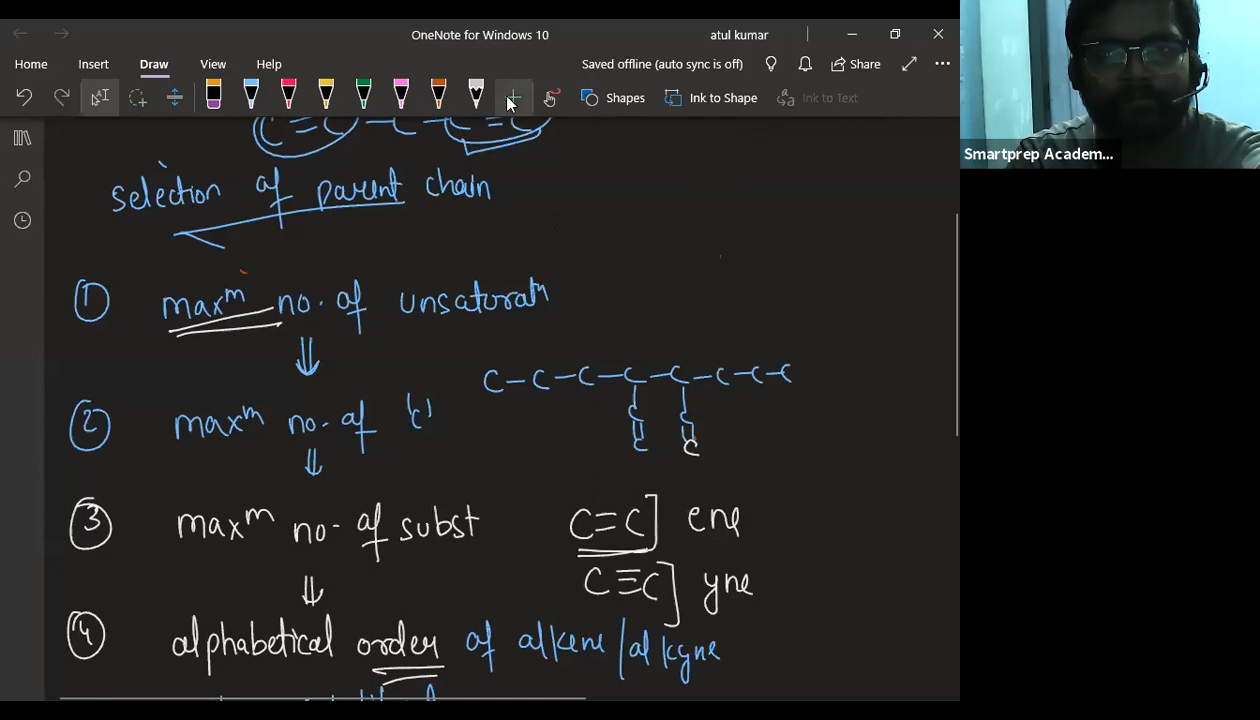 OneNote for Windows 10
atul kumar
Home Insert Draw View Help
Saved offline (auto sync is off)
Share
Shapes
Ink to Shape
Ink to Text
Smartprep Academ...
C=C-C-C≡C
selection of parent chain
① maxᵐ no. of unsaturatn
⇓
② maxᵐ no. of 'c'
⇓
C-C-C-C-C-C-C-C
C C
C C
③ maxᵐ no. of subst
⇓
C=C] ene
C≡C] yne
④ alphabetical order of alkene/alkyne